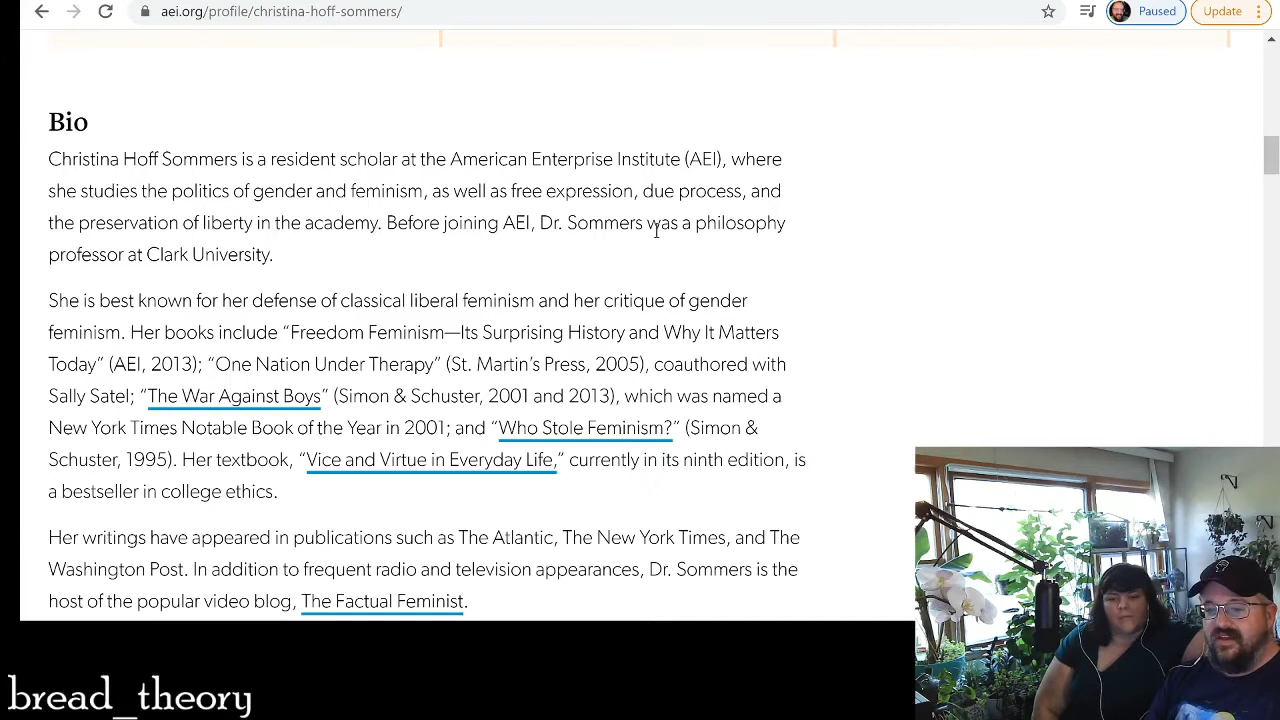 aei.org/profile/christina-hoff-sommers/
Paused
Update
Bio
Christina Hoff Sommers is a resident scholar at the American Enterprise Institute (AEI), where
she studies the politics of gender and feminism, as well as free expression, due process, and
the preservation of liberty in the academy. Before joining AEI, Dr. Sommers was a philosophy
professor at Clark University.
She is best known for her defense of classical liberal feminism and her critique of gender
feminism. Her books include “Freedom Feminism—Its Surprising History and Why It Matters
Today” (AEI, 2013); “One Nation Under Therapy” (St. Martin’s Press, 2005), coauthored with
Sally Satel; “The War Against Boys” (Simon & Schuster, 2001 and 2013), which was named a
New York Times Notable Book of the Year in 2001; and “Who Stole Feminism?” (Simon &
Schuster, 1995). Her textbook, “Vice and Virtue in Everyday Life,” currently in its ninth edition, is
a bestseller in college ethics.
Her writings have appeared in publications such as The Atlantic, The New York Times, and The
Washington Post. In addition to frequent radio and television appearances, Dr. Sommers is the
host of the popular video blog, The Factual Feminist.
bread_theory